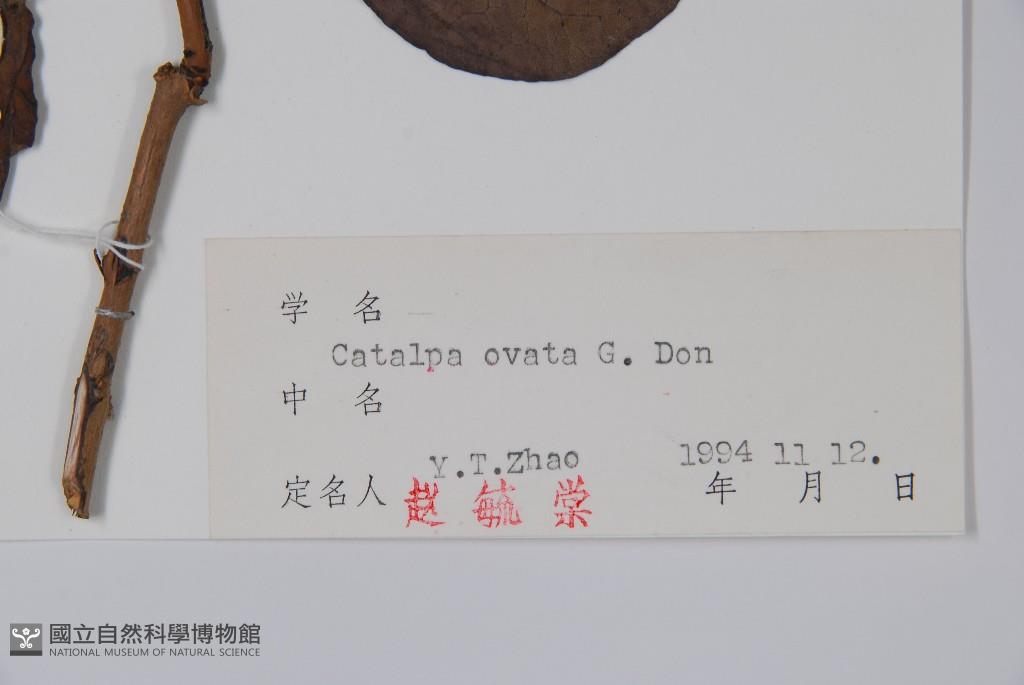 学 名
Catalpa ovata G. Don
中 名
Y.T.Zhao 1994 11 12.
定名人 赵毓棠 年 月 日
國立自然科學博物館
NATIONAL MUSEUM OF NATURAL SCIENCE